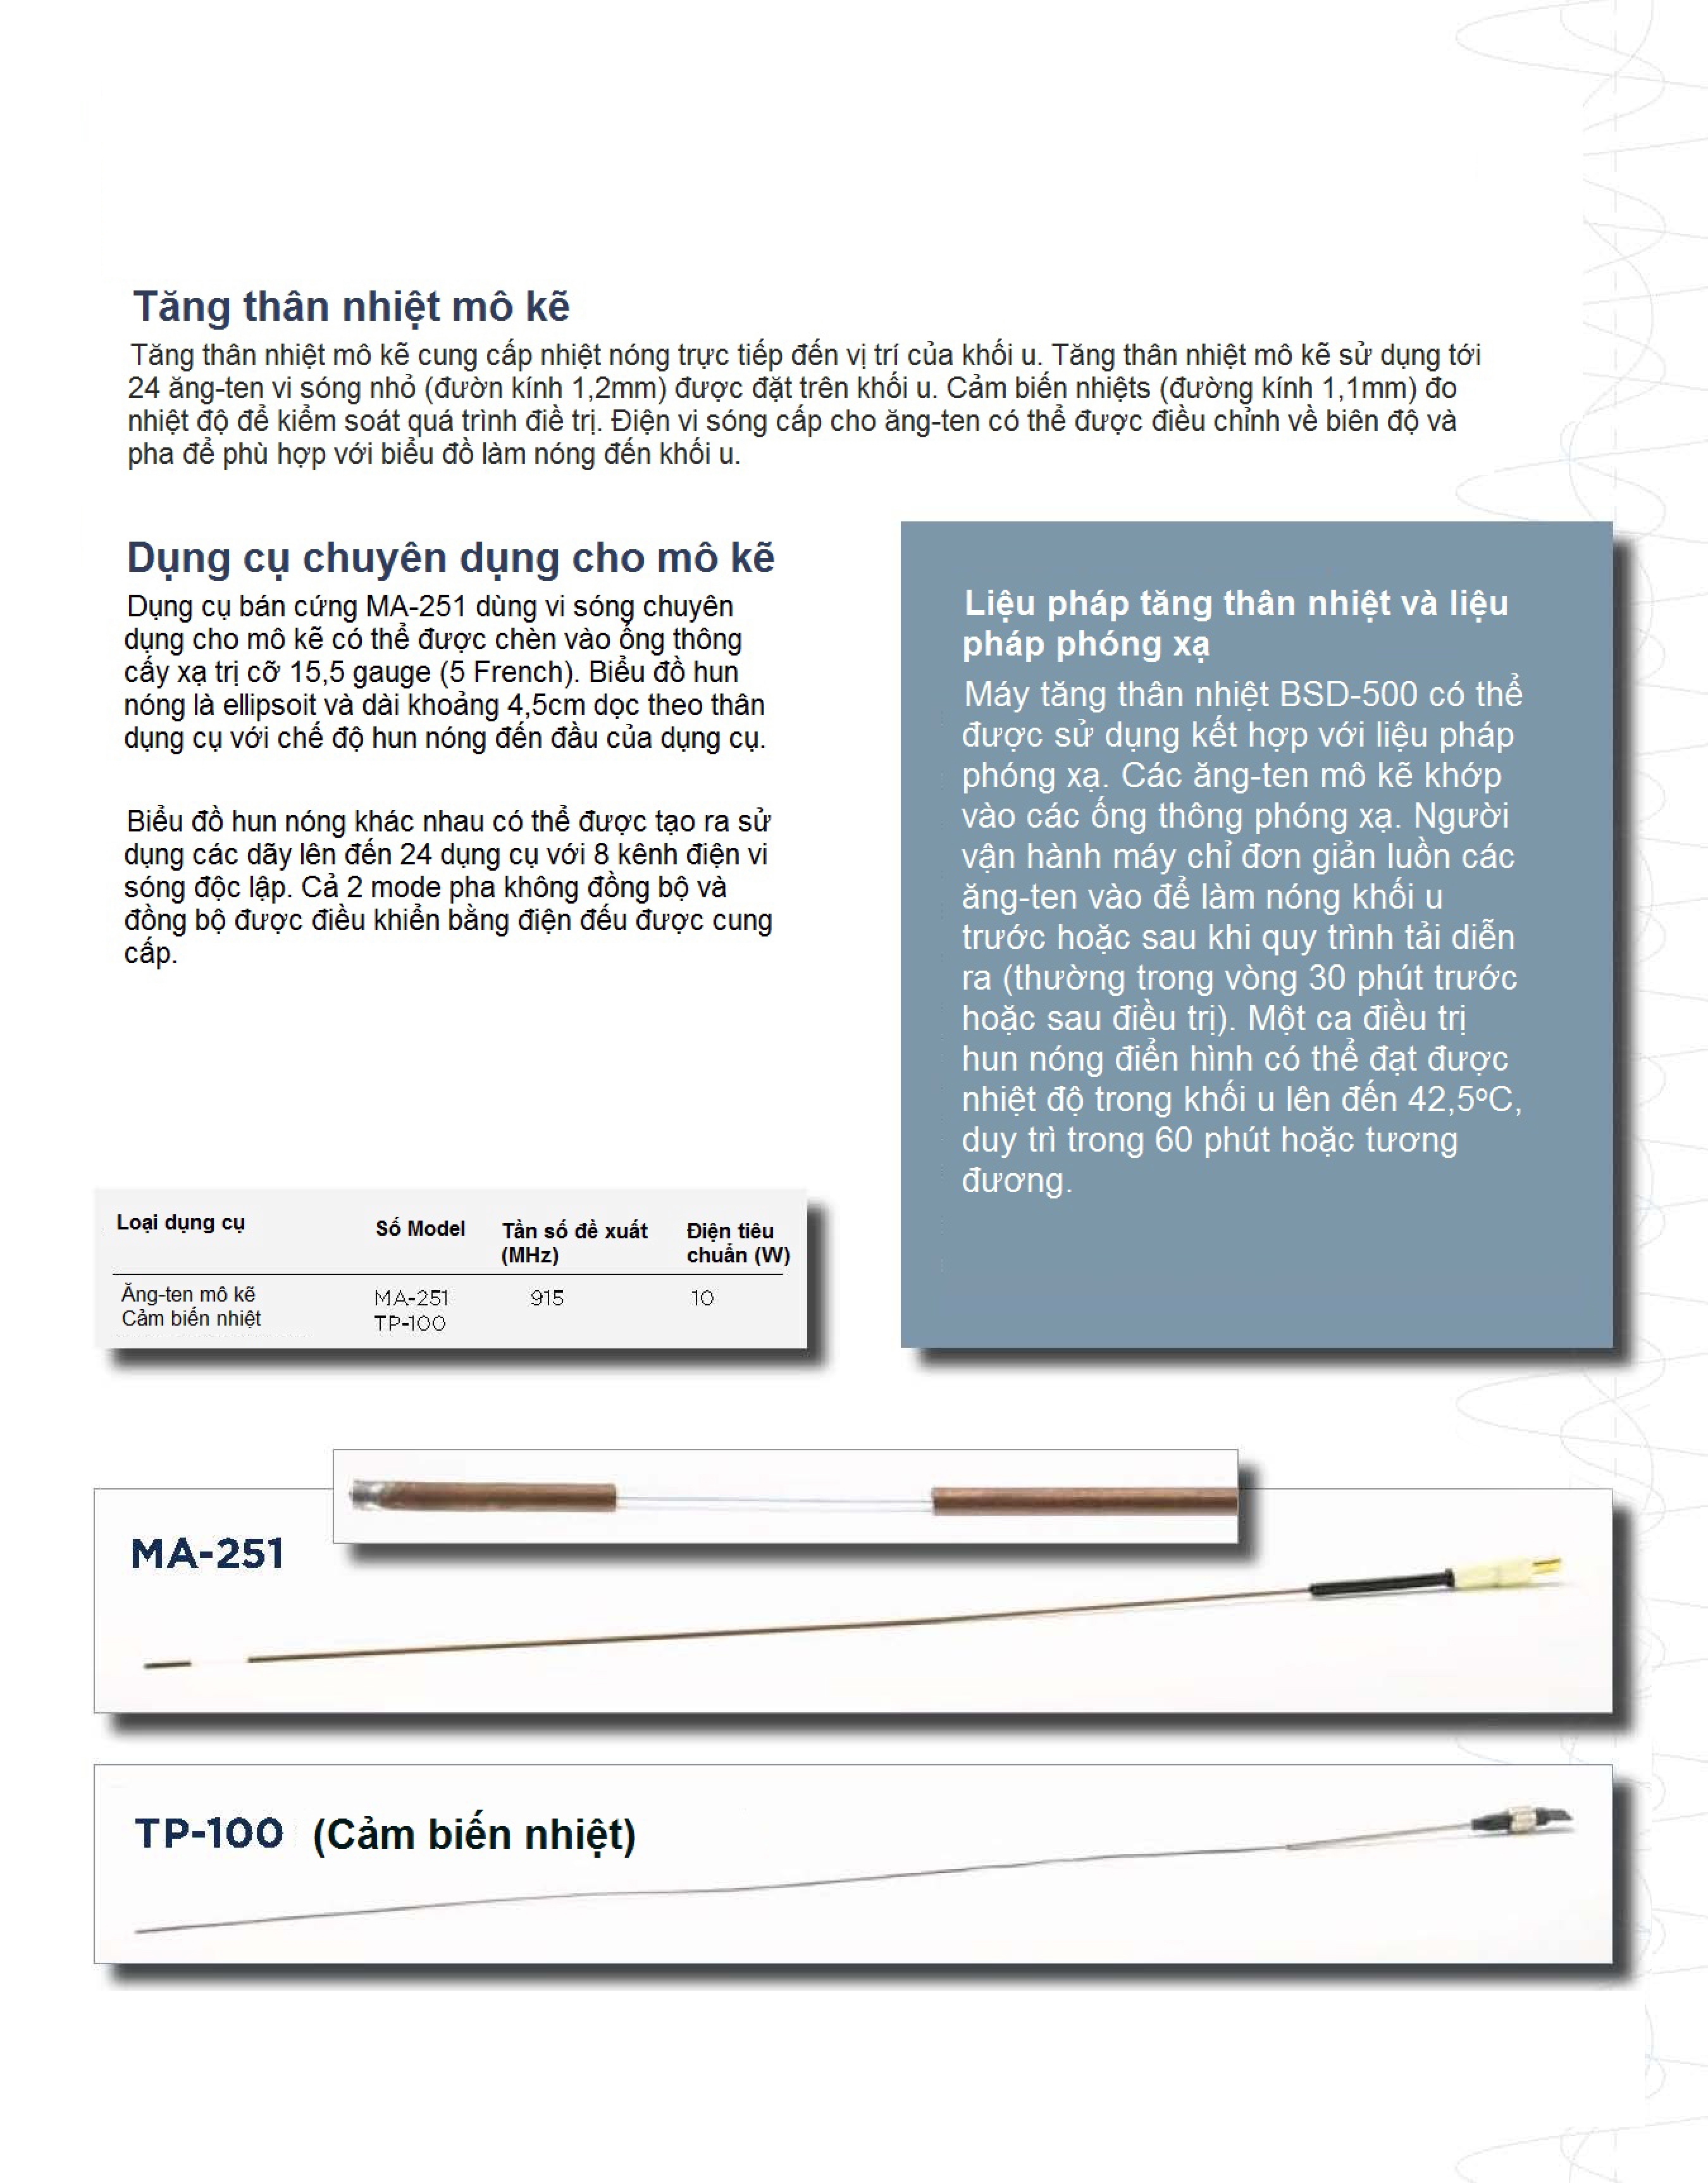 Tăng thân nhiệt mô kẽ
Tăng thân nhiệt mô kẽ cung cấp nhiệt nóng trực tiếp đến vị trí của khối u. Tăng thân nhiệt mô kẽ sử dụng tới
24 ăng-ten vi sóng nhỏ (đườn kính 1,2mm) được đặt trên khối u. Cảm biến nhiệts (đường kính 1,1mm) đo
nhiệt độ để kiểm soát quá trình điề trị. Điện vi sóng cấp cho ăng-ten có thể được điều chỉnh về biên độ và
pha để phù hợp với biểu đồ làm nóng đến khối u.
Dụng cụ chuyên dụng cho mô kẽ
Dụng cụ bán cứng MA-251 dùng vi sóng chuyên
dụng cho mô kẽ có thể được chèn vào ống thông
cấy xạ trị cỡ 15,5 gauge (5 French). Biểu đồ hun
nóng là ellipsoit và dài khoảng 4,5cm dọc theo thân
dụng cụ với chế độ hun nóng đến đầu của dụng cụ.
Biểu đồ hun nóng khác nhau có thể được tạo ra sử
dụng các dãy lên đến 24 dụng cụ với 8 kênh điện vi
sóng độc lập. Cả 2 mode pha không đồng bộ và
đồng bộ được điều khiển bằng điện đếu được cung
cấp.
Liệu pháp tăng thân nhiệt và liệu
pháp phóng xạ
Máy tăng thân nhiệt BSD-500 có thể
được sử dụng kết hợp với liệu pháp
phóng xạ. Các ăng-ten mô kẽ khớp
vào các ống thông phóng xạ. Người
vận hành máy chỉ đơn giản luồn các
ăng-ten vào để làm nóng khối u
trước hoặc sau khi quy trình tải diễn
ra (thường trong vòng 30 phút trước
hoặc sau điều trị). Một ca điều trị
hun nóng điển hình có thể đạt được
nhiệt độ trong khối u lên đến 42,5ºC,
duy trì trong 60 phút hoặc tương
đương.
Loại dụng cụ Số Model Tần số đề xuất (MHz) Điện tiêu chuẩn (W)
Ăng-ten mô kẽ MA-251 915 10
Cảm biến nhiệt TP-100
MA-251
TP-100 (Cảm biến nhiệt)